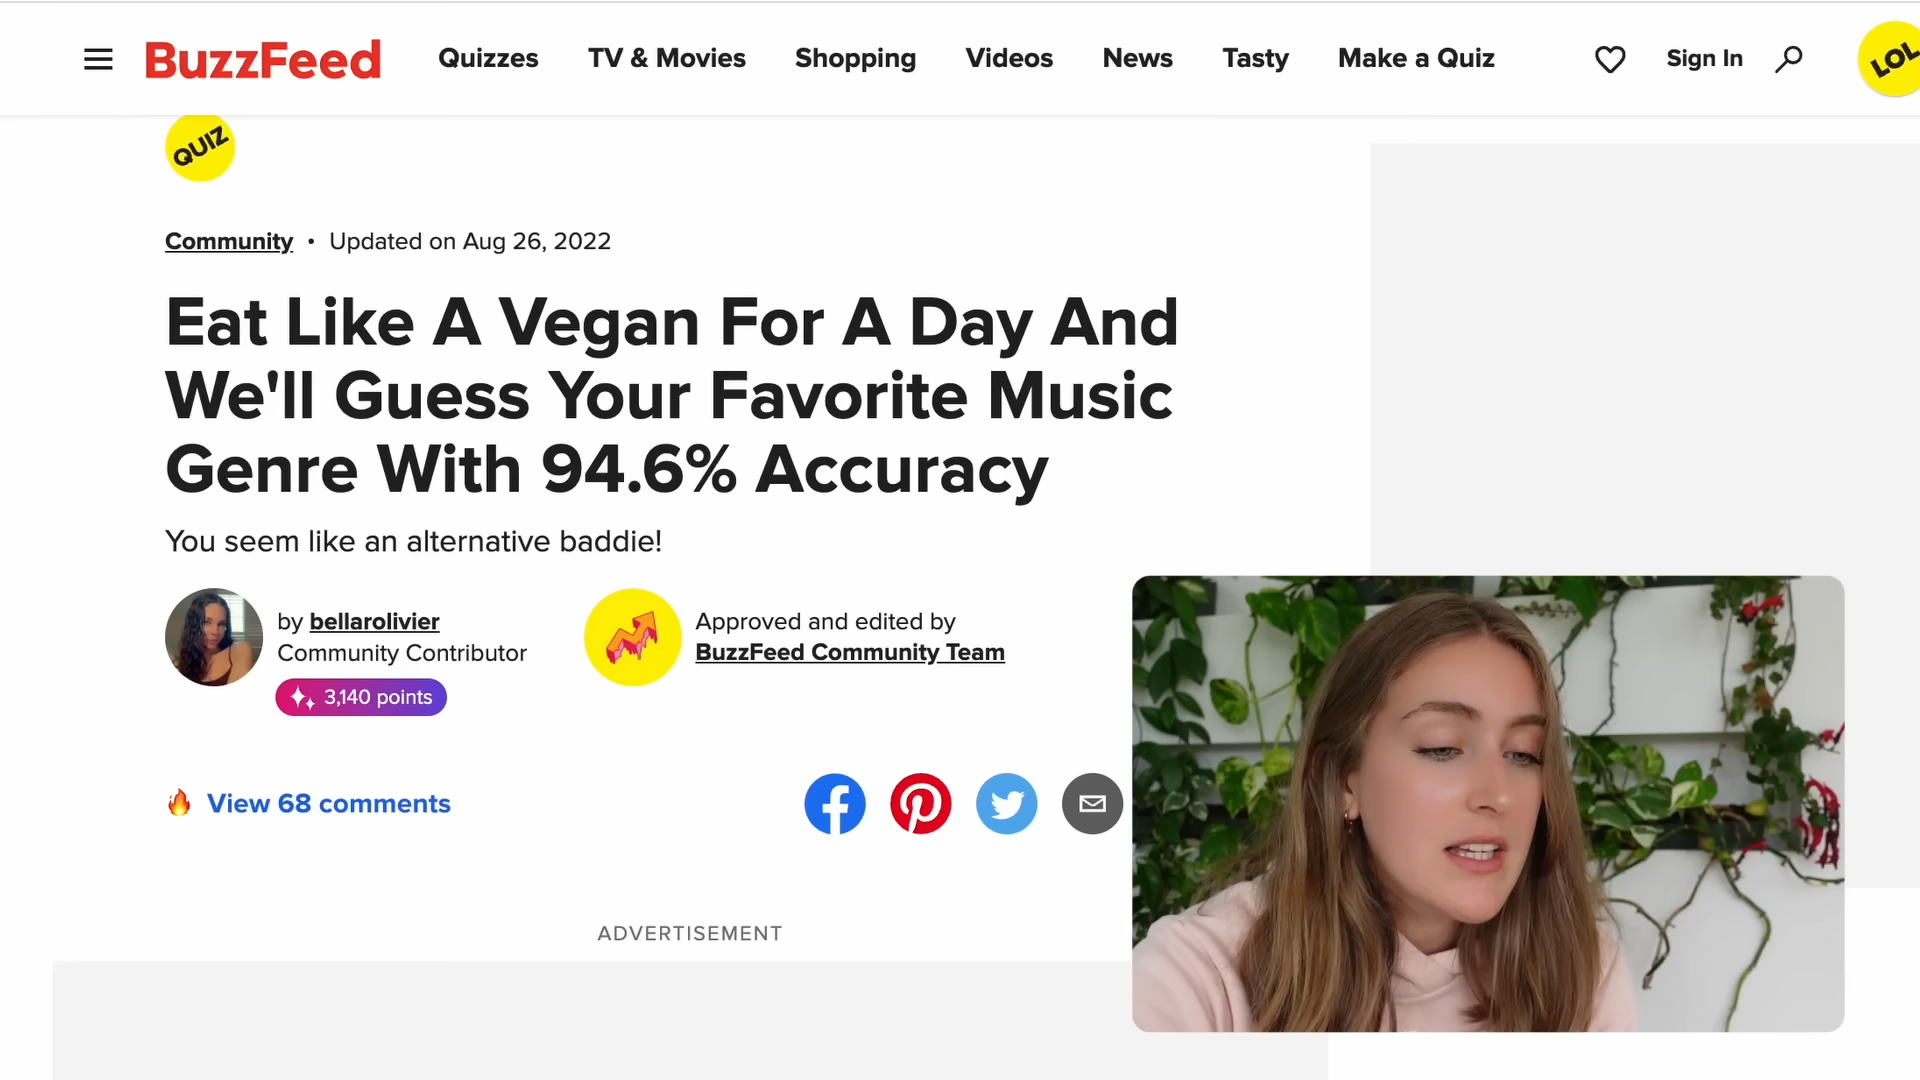 BuzzFeed Quizzes TV & Movies Shopping Videos News Tasty Make a Quiz Sign In LOL
QUIZ
Community • Updated on Aug 26, 2022
Eat Like A Vegan For A Day And
We'll Guess Your Favorite Music
Genre With 94.6% Accuracy
You seem like an alternative baddie!
by bellarolivier
Community Contributor
3,140 points
Approved and edited by
BuzzFeed Community Team
View 68 comments
ADVERTISEMENT